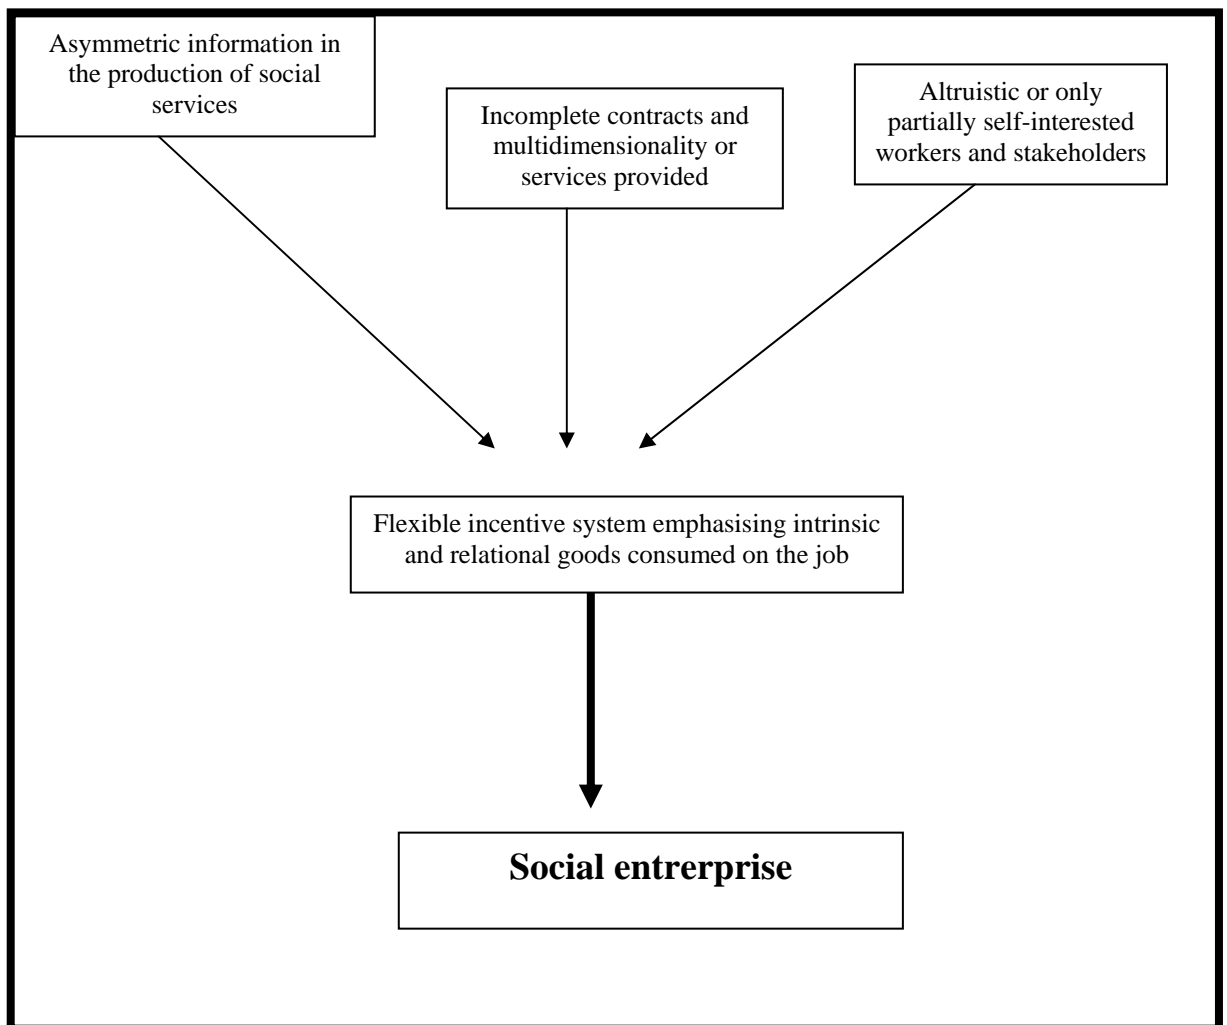 Asymmetric information in
the production of social
services
Incomplete contracts and
multidimensionality or
services provided
Altruistic or only
partially self-interested
workers and stakeholders
Flexible incentive system emphasising intrinsic
and relational goods consumed on the job
Social entrerprise